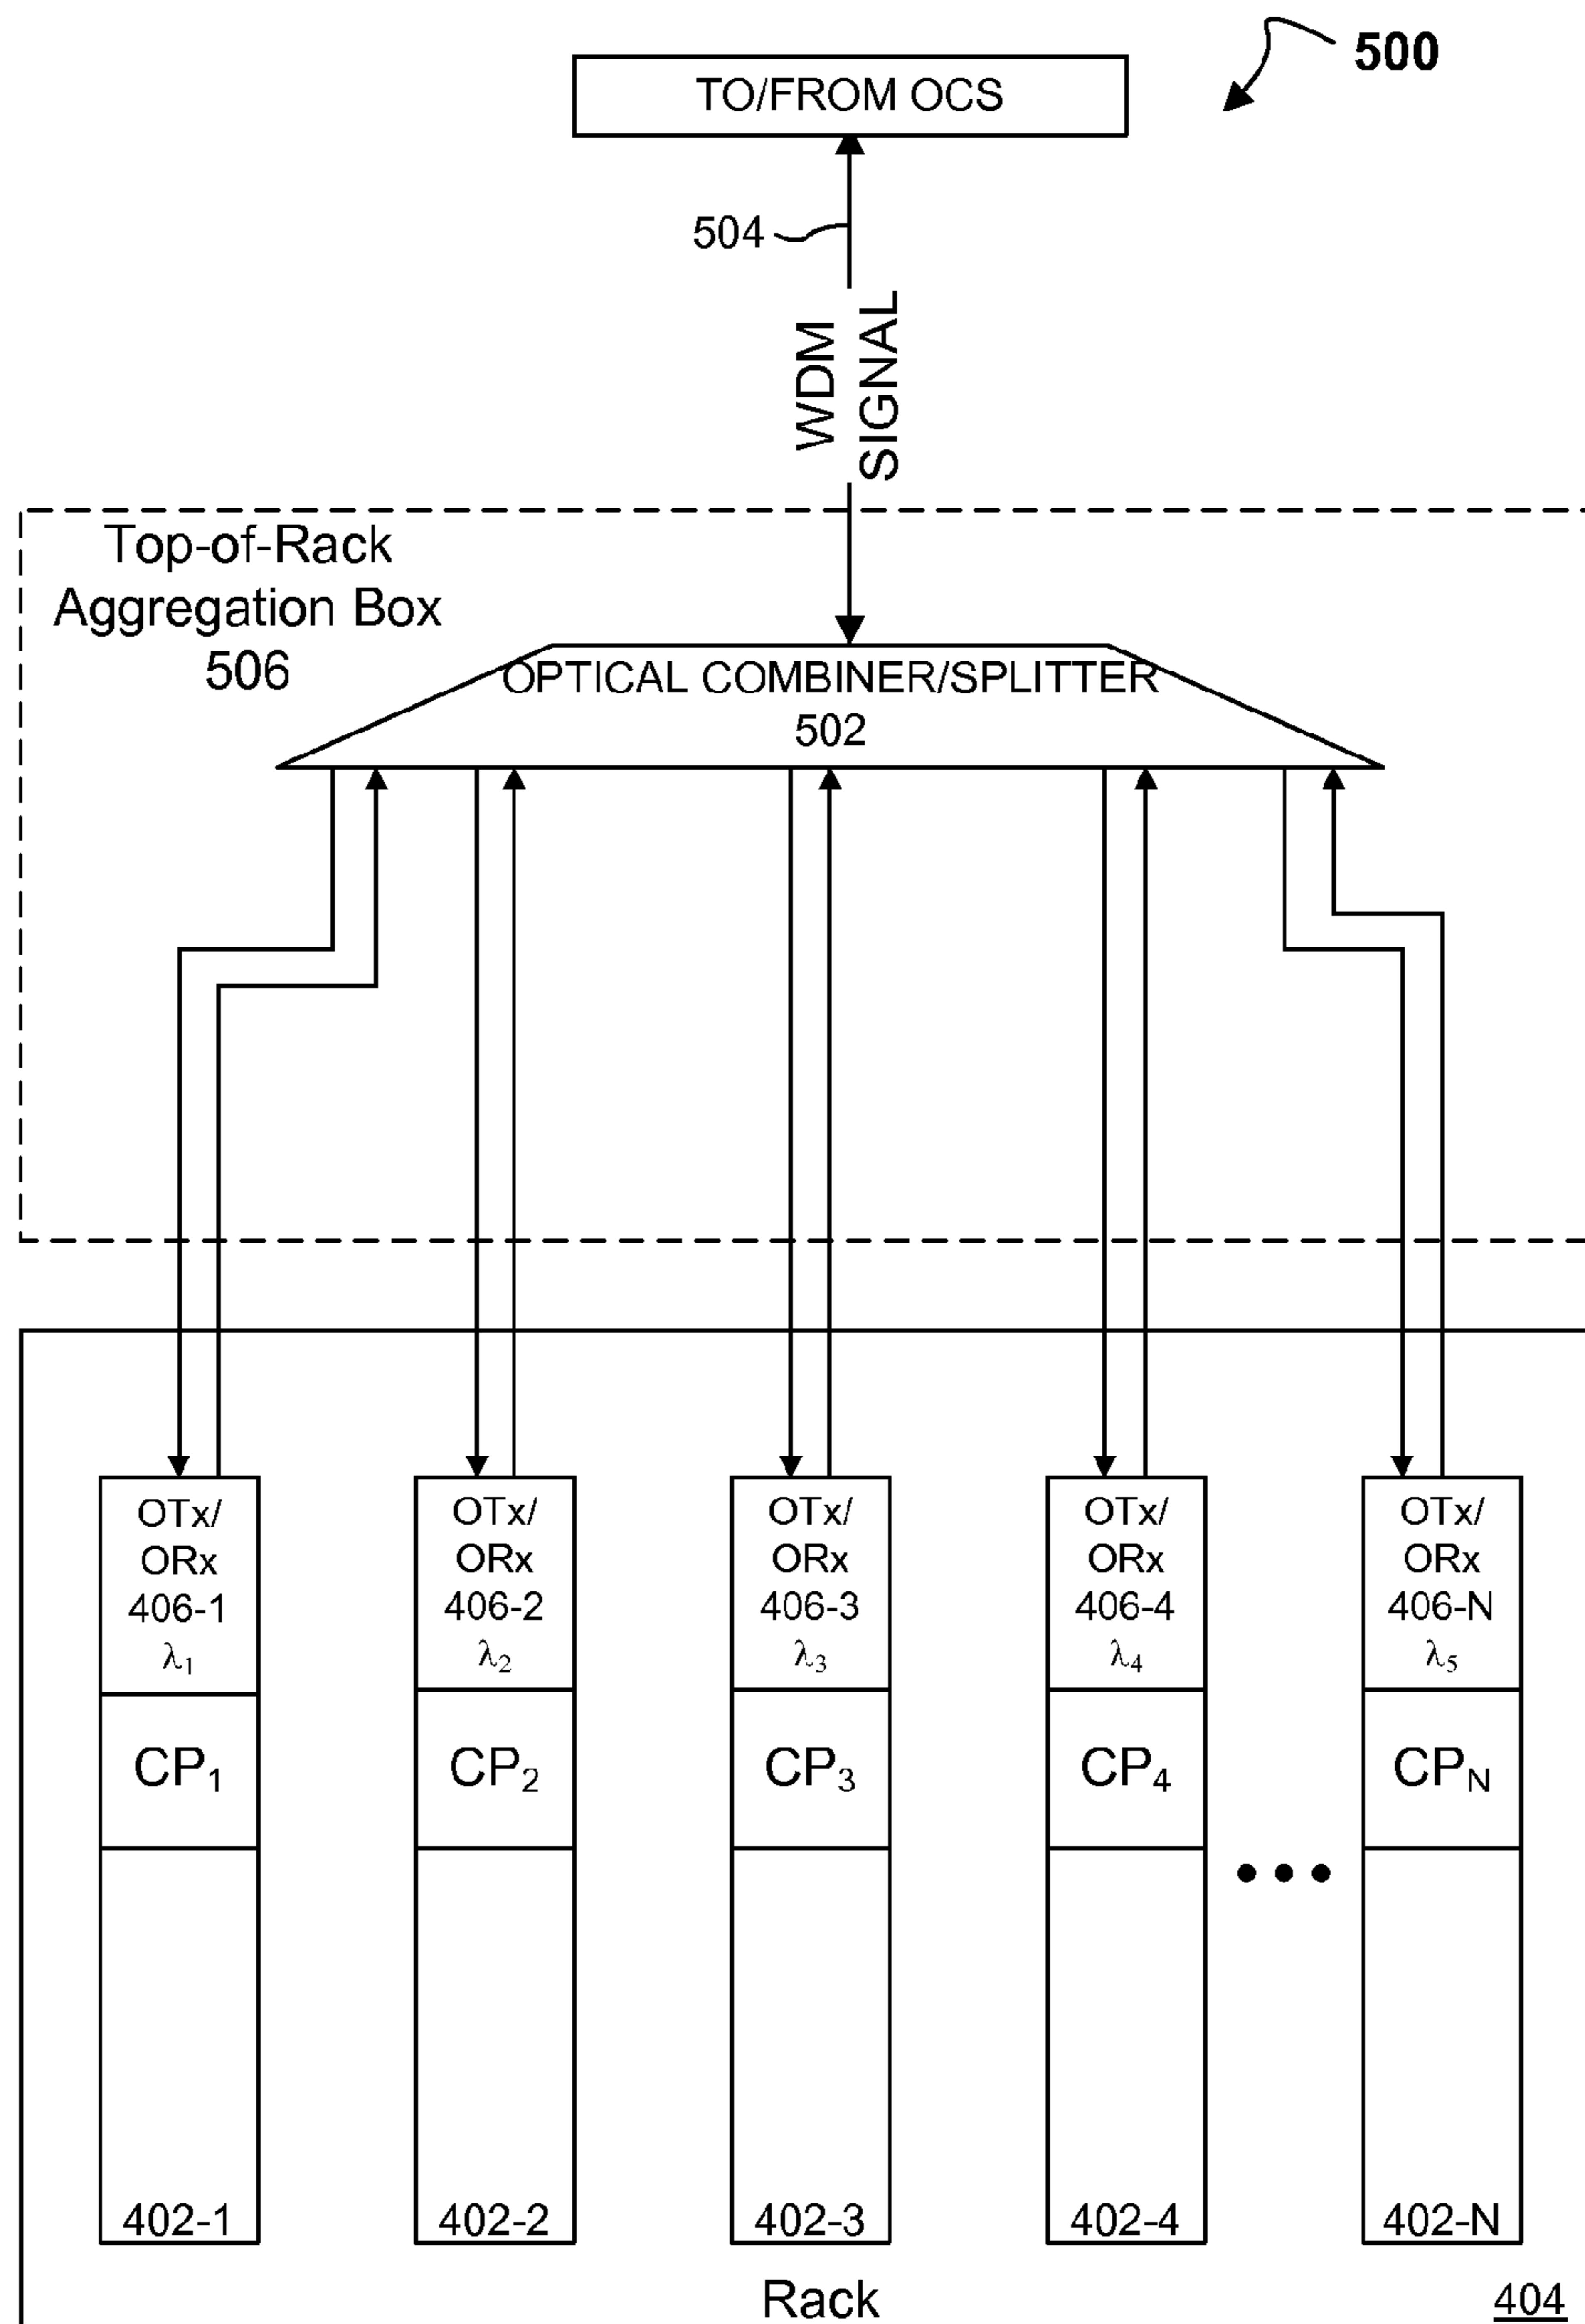 500
TO/FROM OCS
504
WDM
SIGNAL
Top-of-Rack
Aggregation Box
506
OPTICAL COMBINER/SPLITTER
502
OTx/
ORx
406-1
λ1
CP1
402-1
OTx/
ORx
406-2
λ2
CP2
402-2
OTx/
ORx
406-3
λ3
CP3
402-3
OTx/
ORx
406-4
λ4
CP4
402-4
•••
OTx/
ORx
406-N
λ5
CPN
402-N
Rack
404